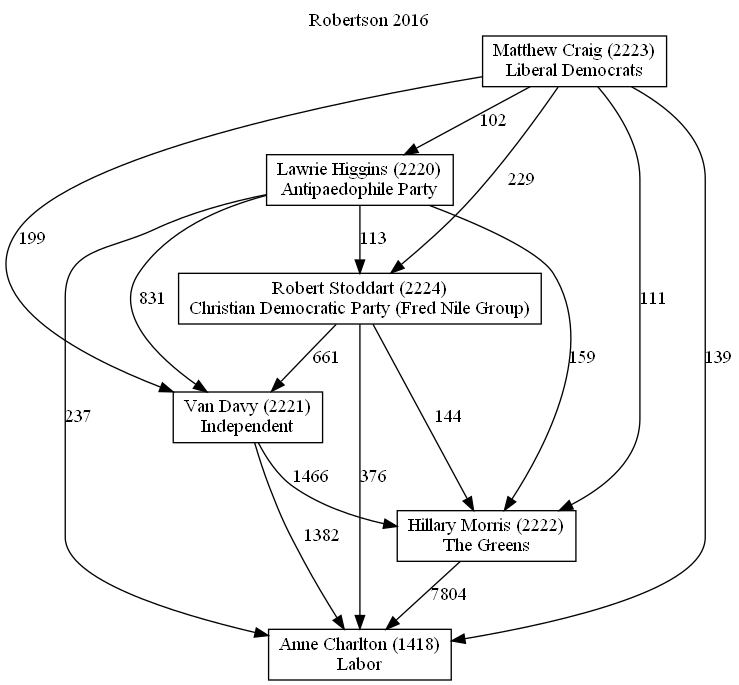 Robertson 2016
Matthew Craig (2223)
Liberal Democrats
102
Lawrie Higgins (2220)
Antipaedophile Party
229
199
113
Robert Stoddart (2224)
Christian Democratic Party (Fred Nile Group)
831
111
661
159
139
Van Davy (2221)
Independent
237
144
1466
376
Hillary Morris (2222)
The Greens
1382
7804
Anne Charlton (1418)
Labor